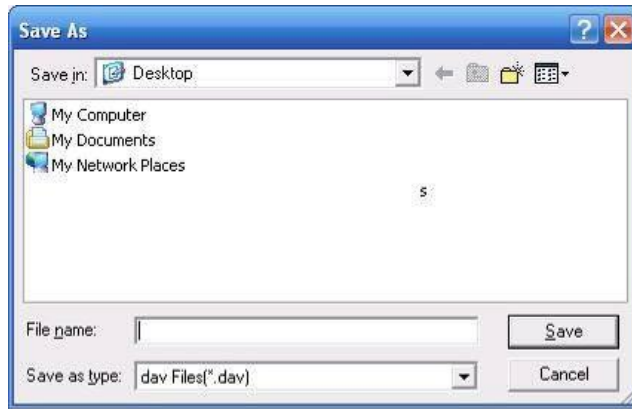 Save As
Save in: Desktop
My Computer
My Documents
My Network Places
s
File name: Save
Save as type: dav Files(*.dav) Cancel